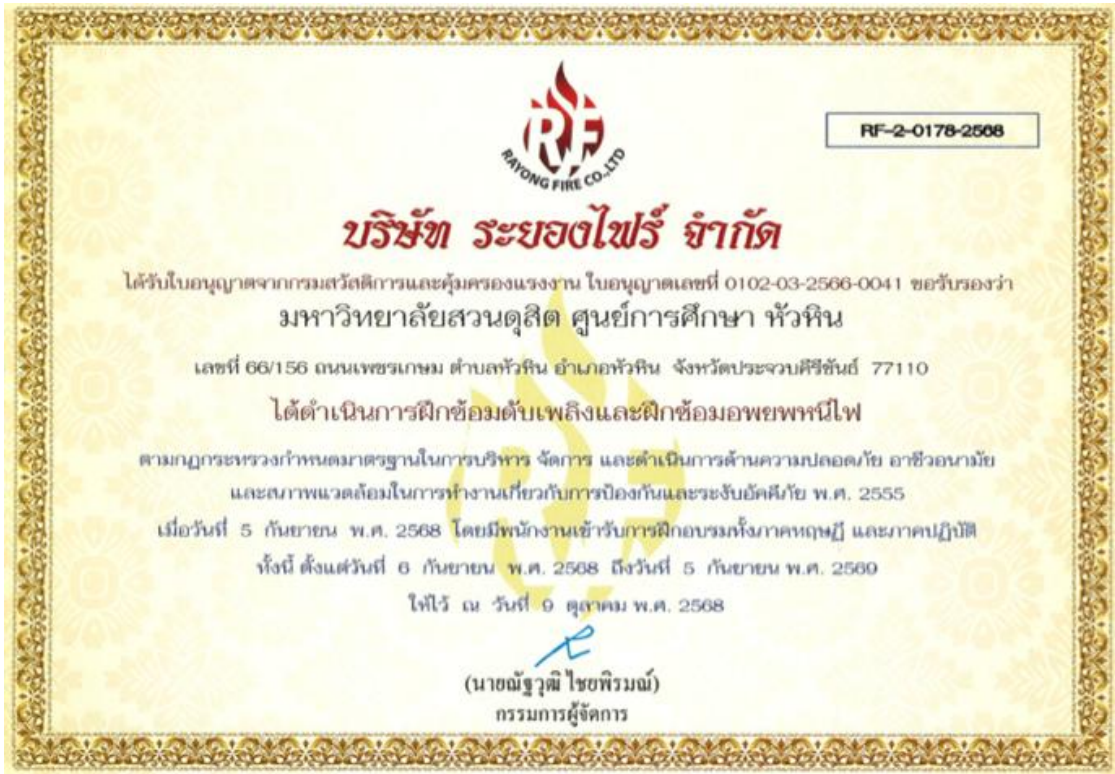 RF
RAYONG FIRE CO.,LTD
RF-2-0178-2568
บริษัท ระยองไฟร์ จำกัด
ได้รับใบอนุญาตจากกรมสวัสดิการและคุ้มครองแรงงาน ใบอนุญาตเลขที่ 0102-03-2566-0041 ขอรับรองว่า
มหาวิทยาลัยสวนดุสิต ศูนย์การศึกษา หัวหิน
เลขที่ 66/156 ถนนเพชรเกษม ตำบลหัวหิน อำเภอหัวหิน จังหวัดประจวบคีรีขันธ์ 77110
ได้ดำเนินการฝึกซ้อมดับเพลิงและฝึกซ้อมอพยพหนีไฟ
ตามกฎกระทรวงกำหนดมาตรฐานในการบริหาร จัดการ และดำเนินการด้านความปลอดภัย อาชีวอนามัย
และสภาพแวดล้อมในการทำงานเกี่ยวกับการป้องกันและระงับอัคคีภัย พ.ศ. 2555
เมื่อวันที่ 5 กันยายน พ.ศ. 2568 โดยมีพนักงานเข้ารับการฝึกอบรมทั้งภาคทฤษฎี และภาคปฏิบัติ
ทั้งนี้ ตั้งแต่วันที่ 6 กันยายน พ.ศ. 2568 ถึงวันที่ 5 กันยายน พ.ศ. 2569
ให้ไว้ ณ วันที่ 9 ตุลาคม พ.ศ. 2568
(นายณัฐวุฒิ ไชยพิรมณ์)
กรรมการผู้จัดการ